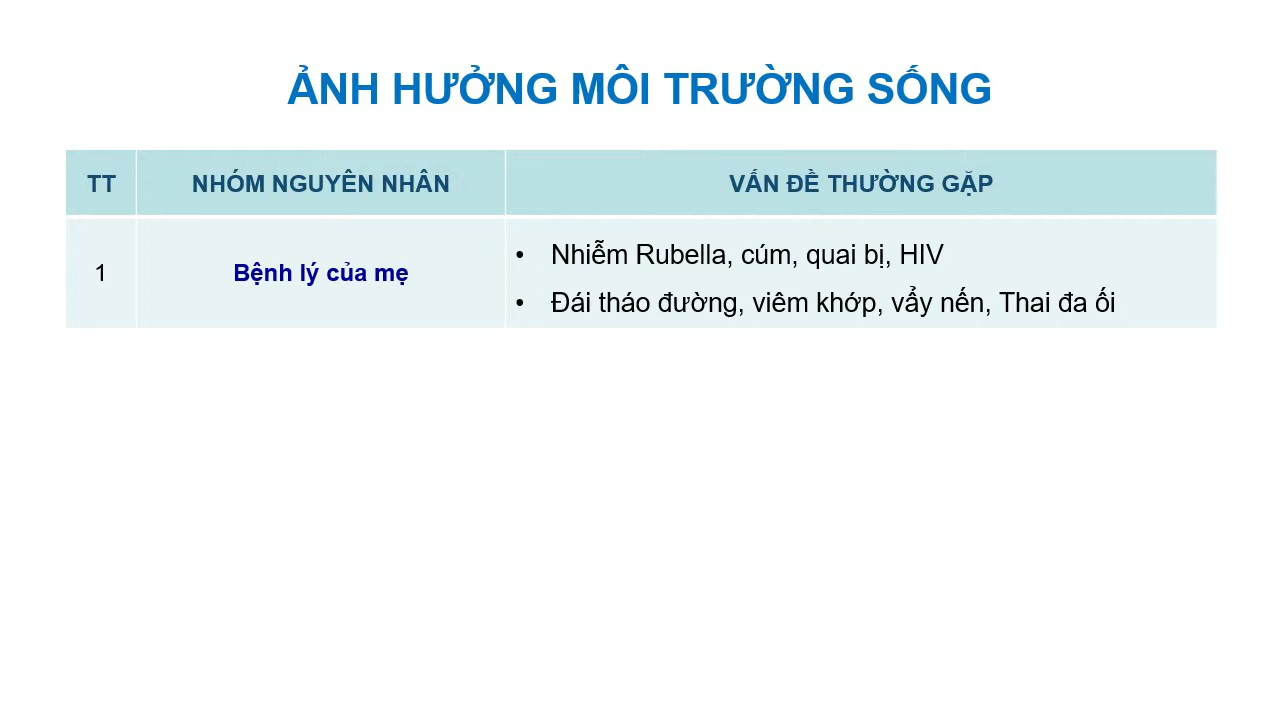 ẢNH HƯỞNG MÔI TRƯỜNG SỐNG
TT NHÓM NGUYÊN NHÂN VẤN ĐỀ THƯỜNG GẶP
1 Bệnh lý của mẹ
• Nhiễm Rubella, cúm, quai bị, HIV
• Đái tháo đường, viêm khớp, vẩy nến, Thai đa ối